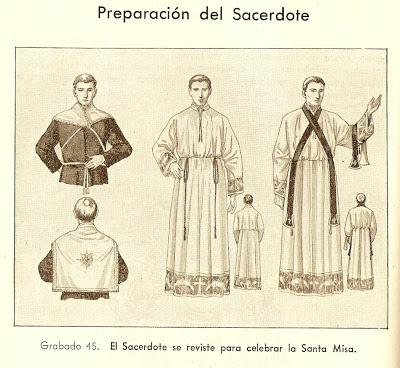 Preparación del Sacerdote
Grabado 45. El Sacerdote se reviste para celebrar la Santa Misa.